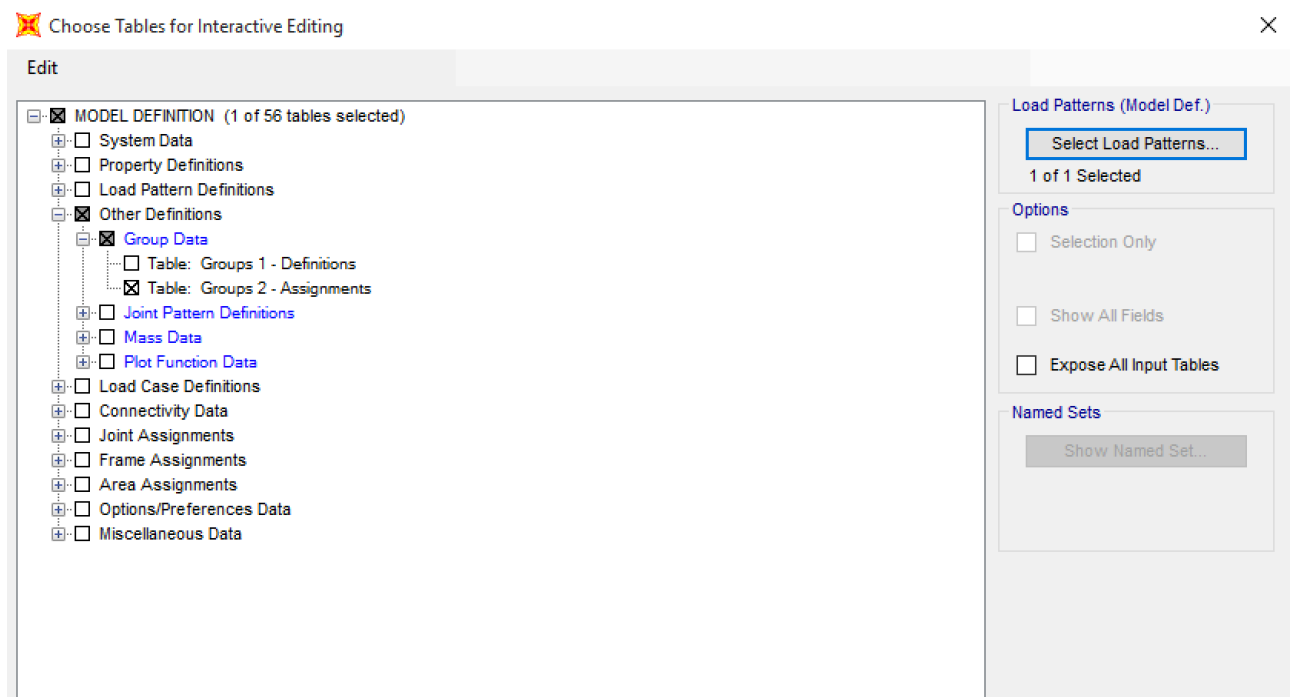 Choose Tables for Interactive Editing
Edit
MODEL DEFINITION (1 of 56 tables selected)
System Data
Property Definitions
Load Pattern Definitions
Other Definitions
Group Data
Table: Groups 1 - Definitions
Table: Groups 2 - Assignments
Joint Pattern Definitions
Mass Data
Plot Function Data
Load Case Definitions
Connectivity Data
Joint Assignments
Frame Assignments
Area Assignments
Options/Preferences Data
Miscellaneous Data
Load Patterns (Model Def.)
Select Load Patterns...
1 of 1 Selected
Options
Selection Only
Show All Fields
Expose All Input Tables
Named Sets
Show Named Set...